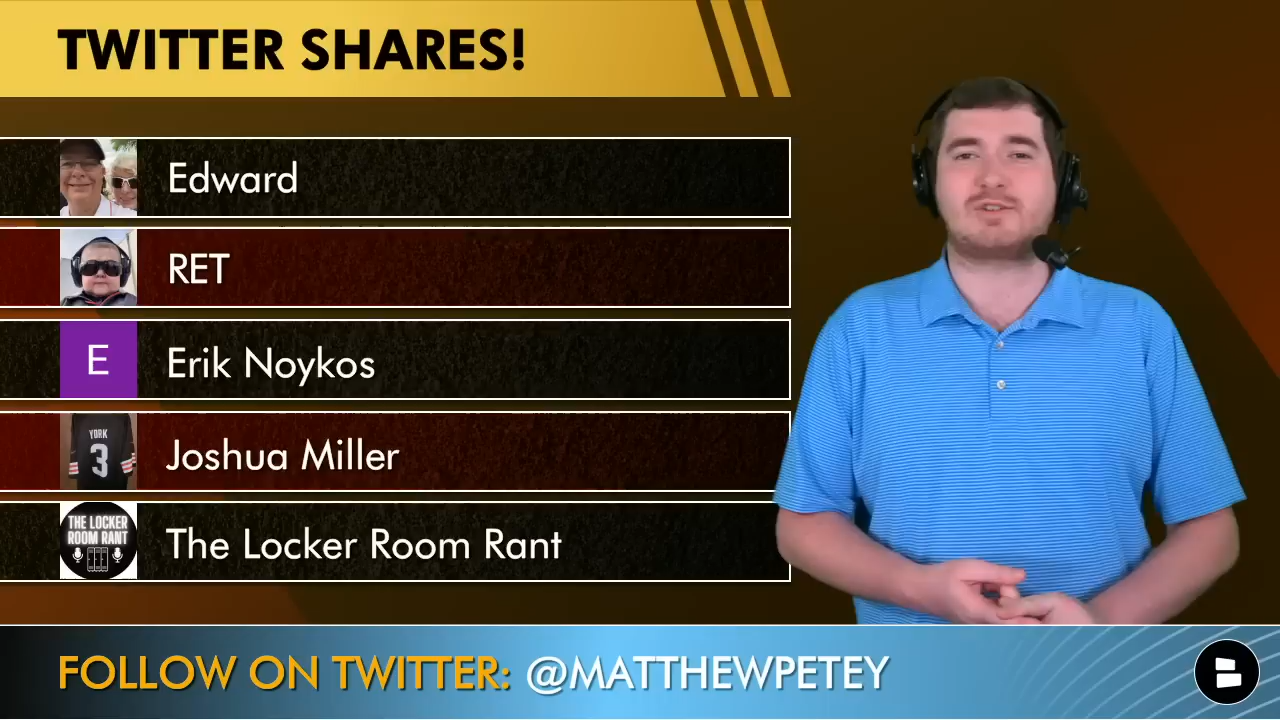 TWITTER SHARES!
Edward
RET
E
Erik Noykos
YORK
3
Joshua Miller
THE LOCKER
ROOM RANT
The Locker Room Rant
FOLLOW ON TWITTER: @MATTHEWPETEY